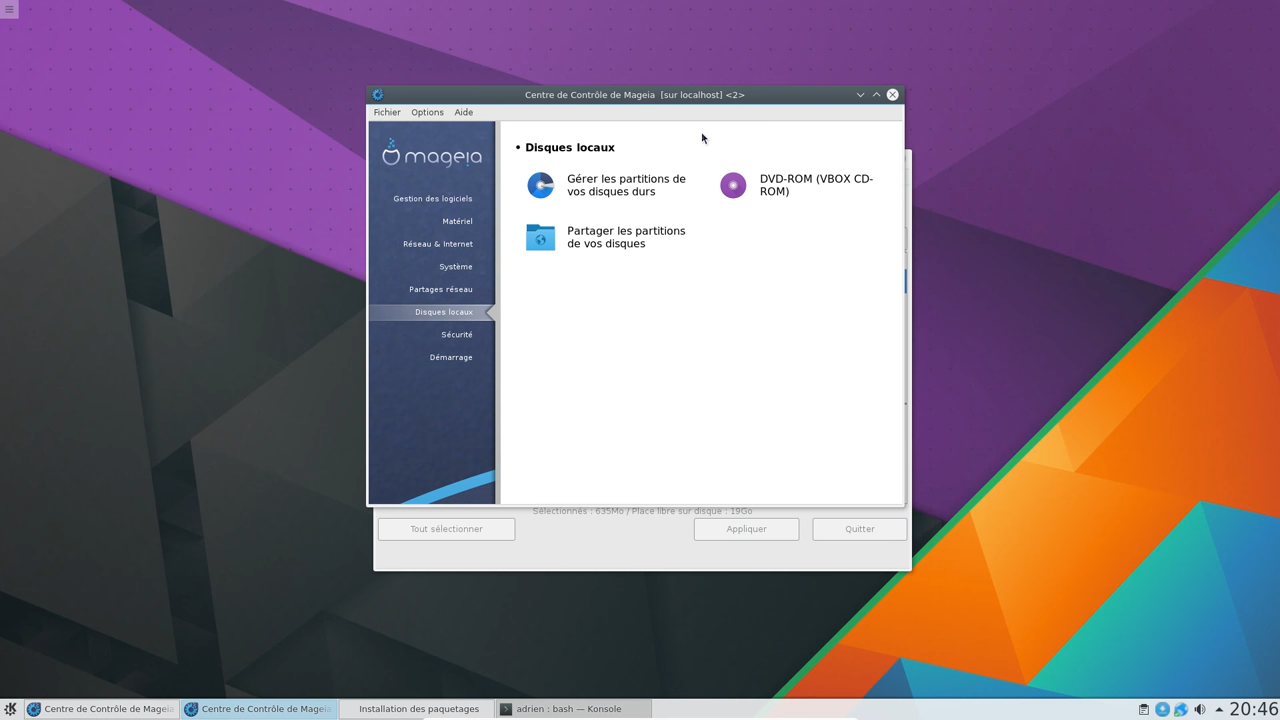 Centre de Contrôle de Mageia  [sur localhost] <2>
Fichier Options Aide
mageia
Gestion des logiciels
Matériel
Réseau & Internet
Système
Partages réseau
Disques locaux
Sécurité
Démarrage
• Disques locaux
Gérer les partitions de
vos disques durs
DVD-ROM (VBOX CD-
ROM)
Partager les partitions
de vos disques
Sélectionnés : 635Mo / Place libre sur disque : 19Go
Tout sélectionner
Appliquer
Quitter
Centre de Contrôle de Mageia
Centre de Contrôle de Mageia
Installation des paquetages
adrien : bash — Konsole
20:46